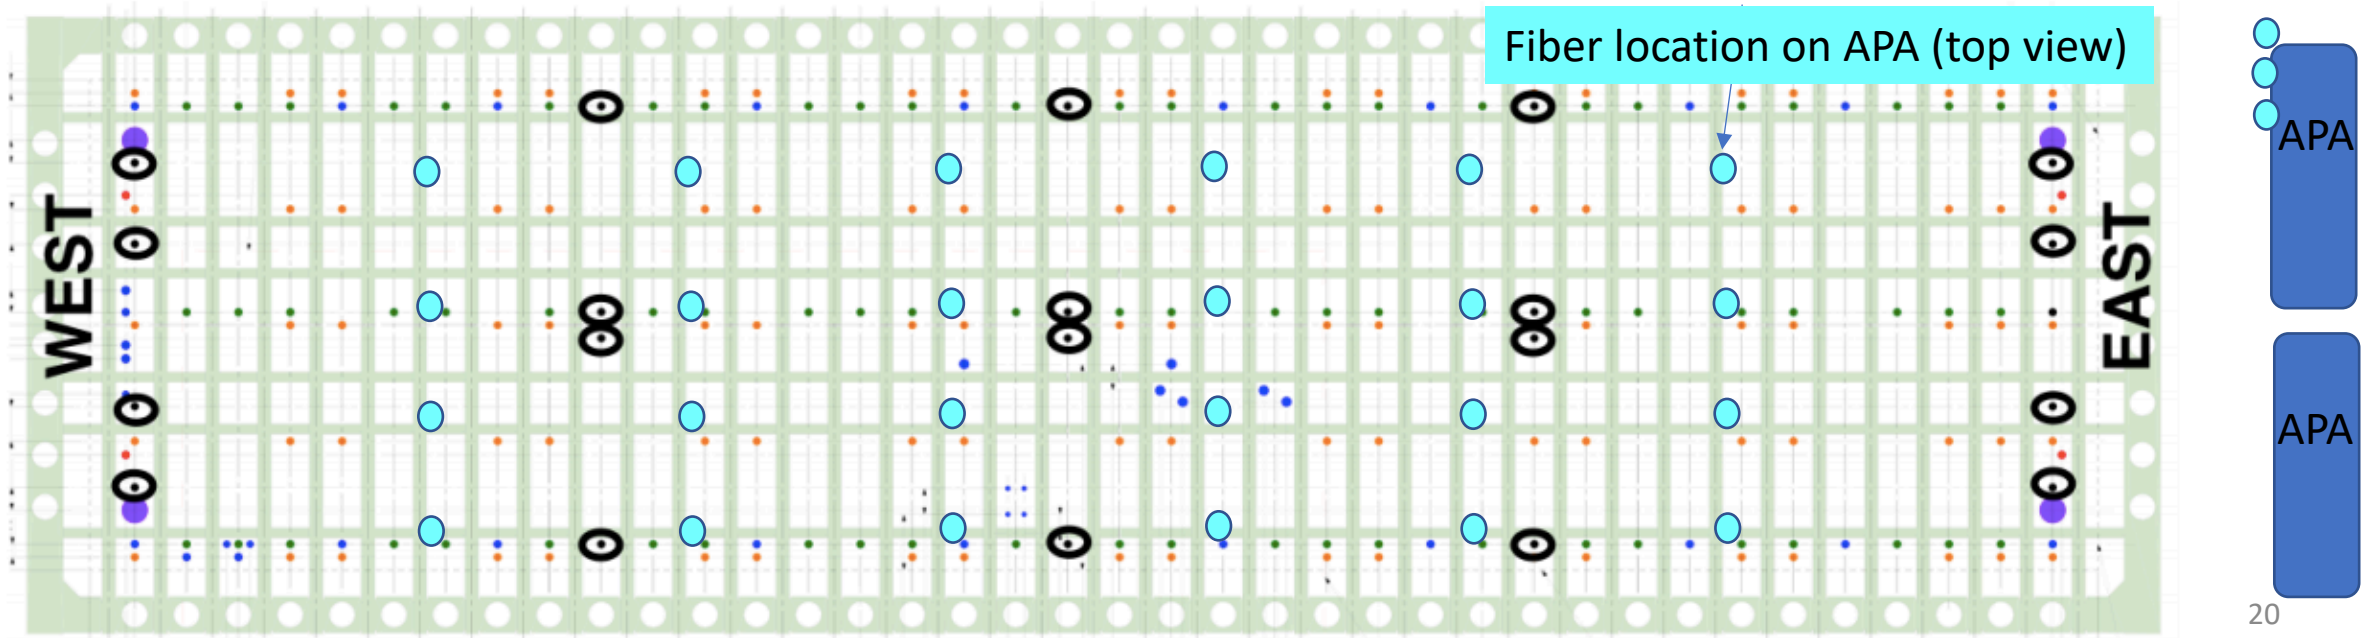 Fiber location on APA (top view)
WEST
EAST
APA
APA
20